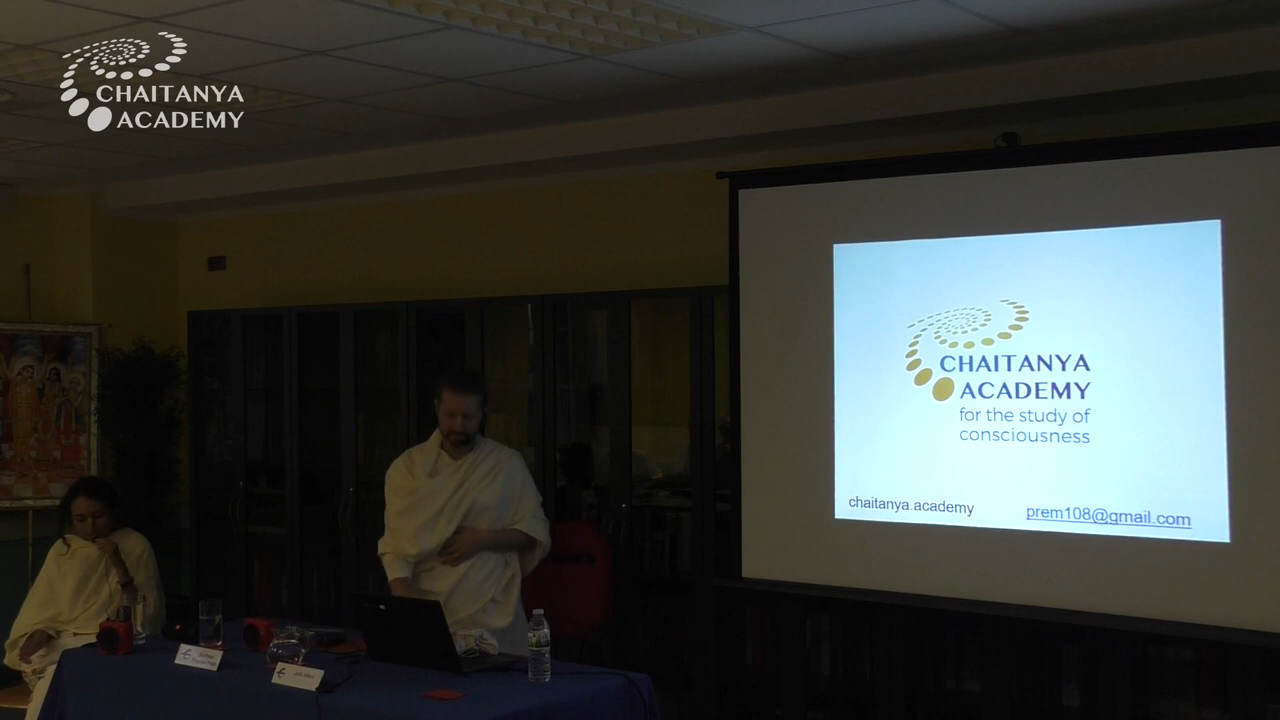 CHAITANYA
ACADEMY
CHAITANYA
ACADEMY
for the study of
consciousness
chaitanya.academy
prem108@gmail.com